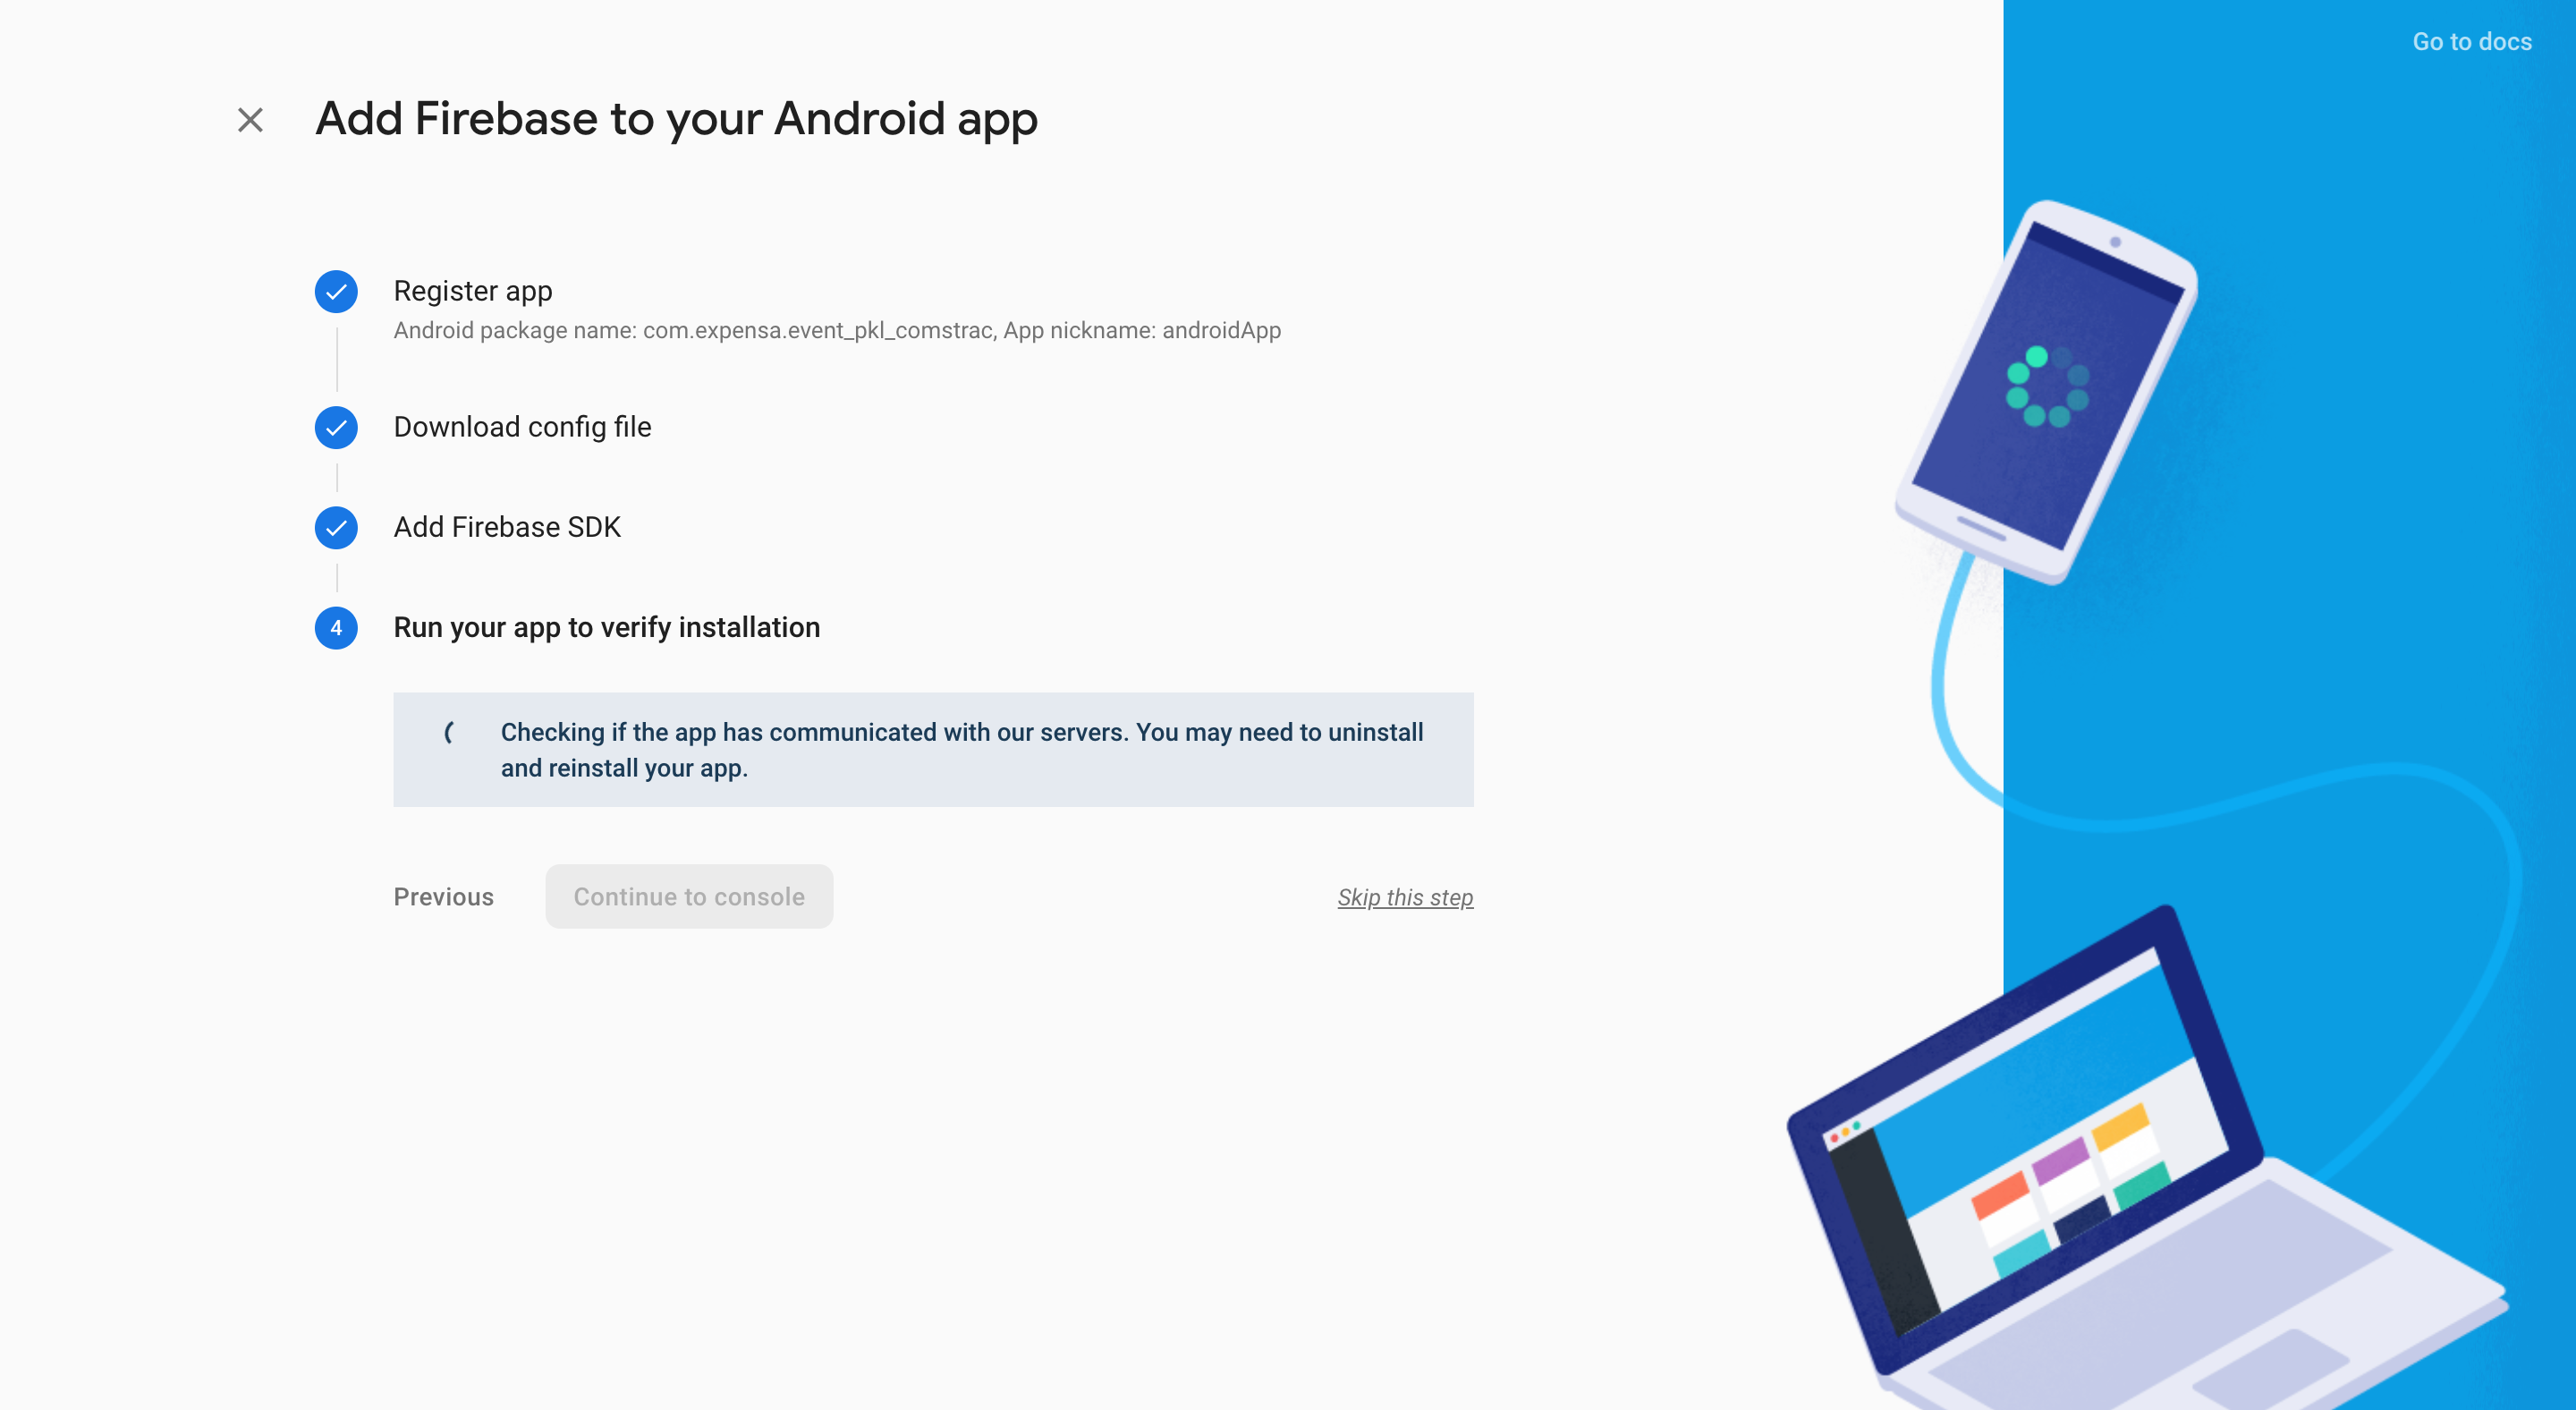 Go to docs
Add Firebase to your Android app
Register app
Android package name: com.expensa.event_pkl_comstrac, App nickname: androidApp
Download config file
Add Firebase SDK
4 Run your app to verify installation
Checking if the app has communicated with our servers. You may need to uninstall
and reinstall your app.
Previous Continue to console Skip this step